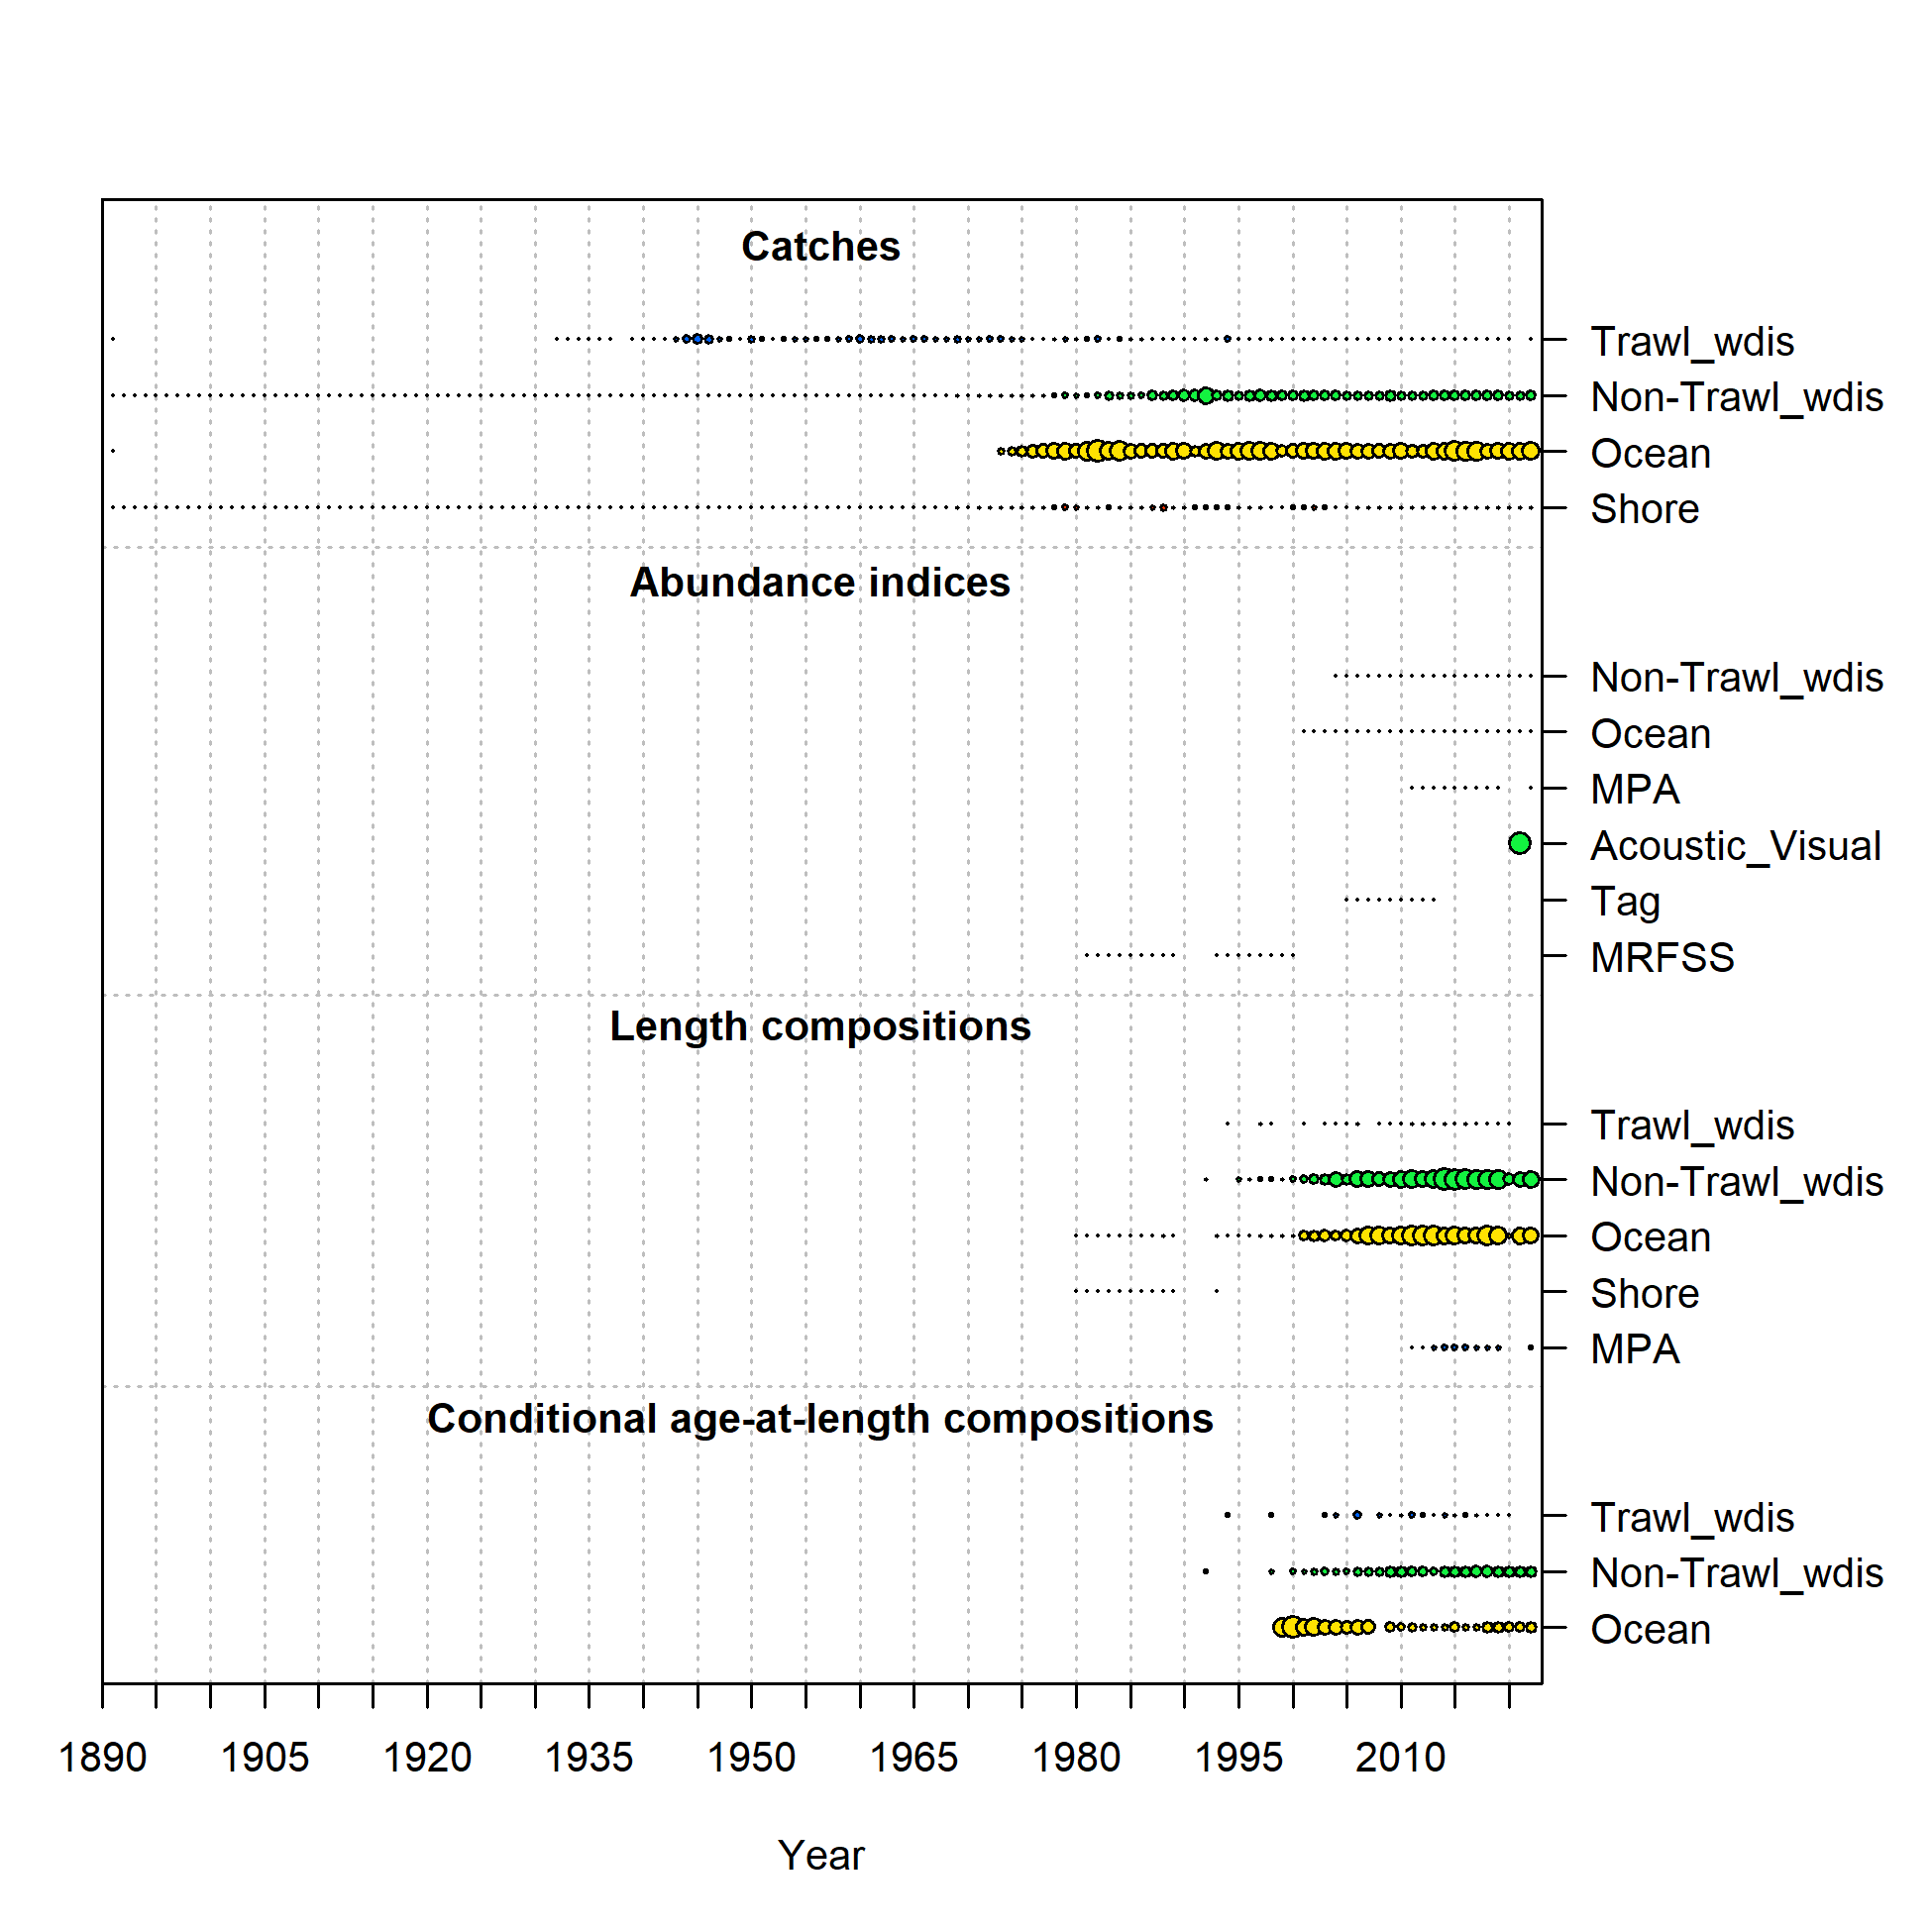 Catches
Trawl_wdis
Non-Trawl_wdis
Ocean
Shore
Abundance indices
Non-Trawl_wdis
Ocean
MPA
Acoustic_Visual
Tag
MRFSS
Length compositions
Trawl_wdis
Non-Trawl_wdis
Ocean
Shore
MPA
Conditional age-at-length compositions
Trawl_wdis
Non-Trawl_wdis
Ocean
1890 1905 1920 1935 1950 1965 1980 1995 2010
Year